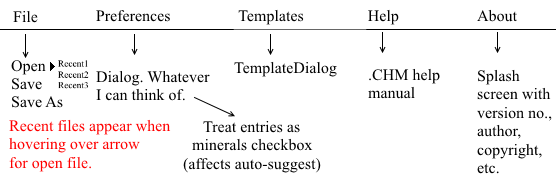 File Preferences Templates Help About
Open Recent1
Recent2
Recent3
Save
Save As
Recent files appear when
hovering over arrow
for open file.
Dialog. Whatever
I can think of.
Treat entries as
minerals checkbox
(affects auto-suggest)
TemplateDialog
.CHM help
manual
Splash
screen with
version no.,
author,
copyright,
etc.